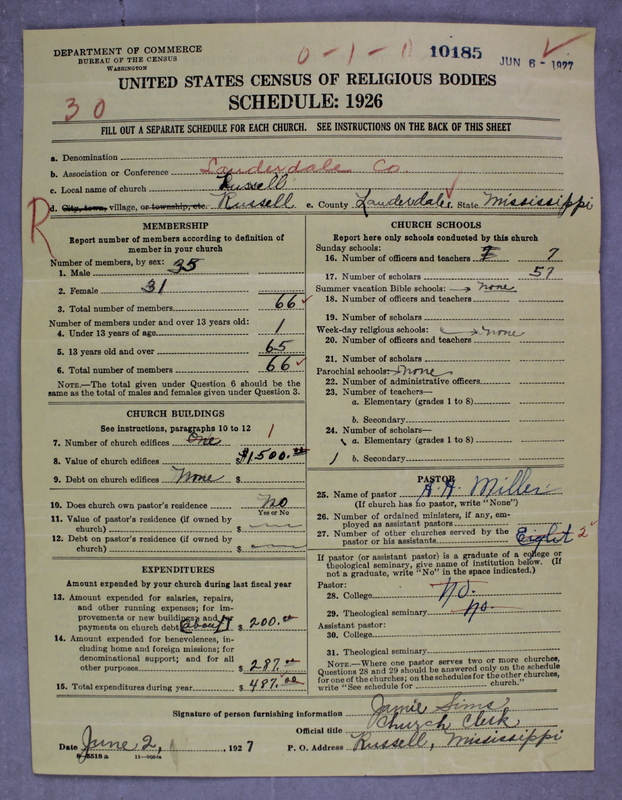 DEPARTMENT OF COMMERCE
BUREAU OF THE CENSUS
WASHINGTON
0-1-0 10185 JUN 6 - 1927
UNITED STATES CENSUS OF RELIGIOUS BODIES
SCHEDULE: 1926
30
FILL OUT A SEPARATE SCHEDULE FOR EACH CHURCH. SEE INSTRUCTIONS ON THE BACK OF THIS SHEET
a. Denomination
b. Association or Conference Lauderdale Co
c. Local name of church Russell
d. City, town, village, or township, etc. Russell e. County Lauderdale f. State Mississippi
R
MEMBERSHIP
Report number of members according to definition of
member in your church
Number of members, by sex:
1. Male 35
2. Female 31
3. Total number of members 66
Number of members under and over 13 years old:
4. Under 13 years of age 1
5. 13 years old and over 65
6. Total number of members 66
NOTE.—The total given under Question 6 should be the
same as the total of males and females given under Question 3.
CHURCH BUILDINGS
See instructions, paragraphs 10 to 12
7. Number of church edifices One 1
8. Value of church edifices $1500.00
9. Debt on church edifices None $
10. Does church own pastor's residence No
Yes or No
11. Value of pastor's residence (if owned by
church) $
12. Debt on pastor's residence (if owned by
church) $
EXPENDITURES
Amount expended by your church during last fiscal year
13. Amount expended for salaries, repairs,
and other running expenses; for im-
provements or new buildings; and
payments on church debt (about) $ 200.00
14. Amount expended for benevolences, in-
cluding home and foreign missions; for
denominational support; and for all
other purposes $ 287.00
15. Total expenditures during year $ 487.00
CHURCH SCHOOLS
Report here only schools conducted by this church
Sunday schools:
16. Number of officers and teachers 7 7
17. Number of scholars 57
Summer vacation Bible schools: → none
18. Number of officers and teachers
19. Number of scholars
Week-day religious schools: → none
20. Number of officers and teachers
21. Number of scholars
Parochial schools: none
22. Number of administrative officers
23. Number of teachers—
a. Elementary (grades 1 to 8)
b. Secondary
24. Number of scholars—
a. Elementary (grades 1 to 8)
b. Secondary
PASTOR
25. Name of pastor A. A. Miller
(If church has no pastor, write "None")
26. Number of ordained ministers, if any, em-
ployed as assistant pastors
27. Number of other churches served by the
pastor or his assistants Eight 2
If pastor (or assistant pastor) is a graduate of a college or
theological seminary, give name of institution below. (If
not a graduate, write "No" in the space indicated.)
Pastor:
28. College No.
29. Theological seminary no.
Assistant pastor:
30. College
31. Theological seminary
NOTE.—Where one pastor serves two or more churches,
Questions 28 and 29 should be answered only on the schedule
for one of the churches; on the schedules for the other churches,
write "See schedule for church."
Signature of person furnishing information Jamie Sims
Official title Church Clerk
Date June 2, 1927 P. O. Address Russell, Mississippi